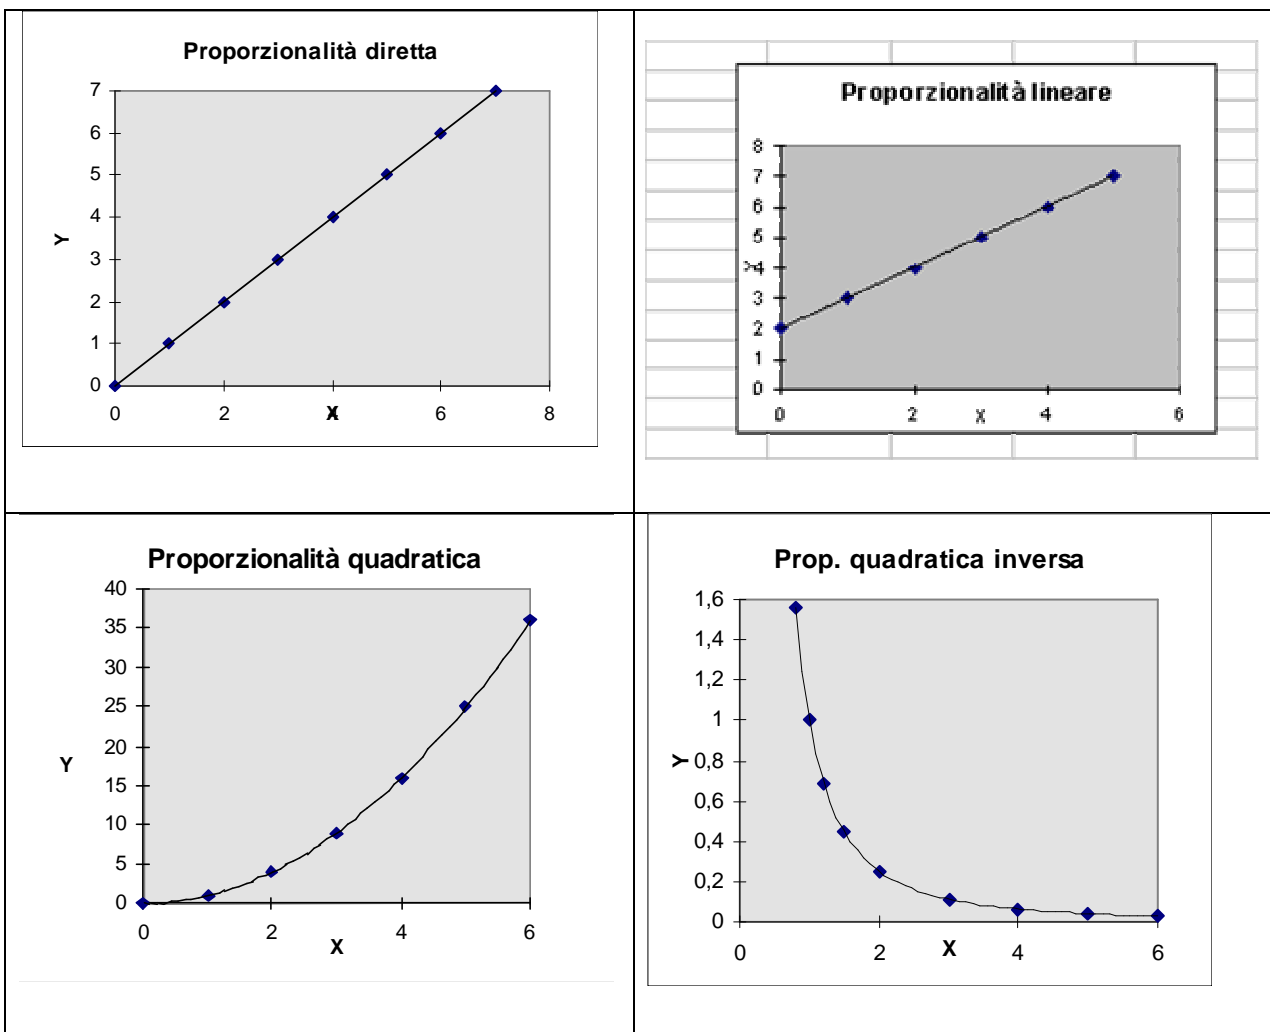 Proporzionalità diretta
7
6
5
4
3
2
1
0
Y
0 2 4 6 8
X
Proporzionalità lineare
8
7
6
5
4
3
2
1
0
Y
0 2 4 6
X
Proporzionalità quadratica
40
35
30
25
20
15
10
5
0
Y
0 2 4 6
X
Prop. quadratica inversa
1,6
1,4
1,2
1
0,8
0,6
0,4
0,2
0
Y
0 2 4 6
X